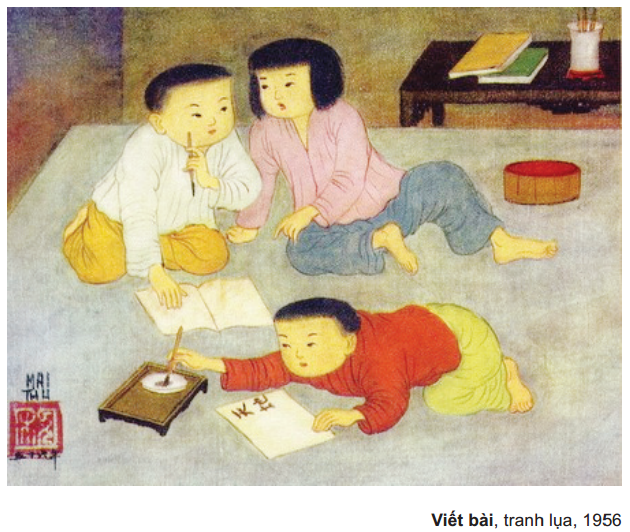 MAI
THU
Viết bài, tranh lụa, 1956